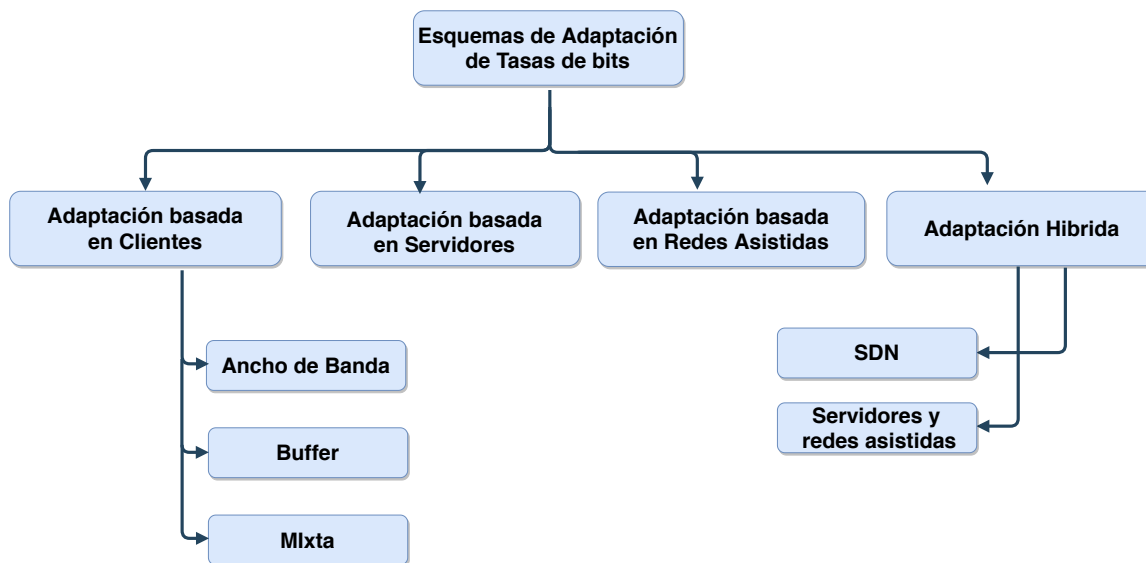 Esquemas de Adaptación
de Tasas de bits
Adaptación basada
en Clientes
Adaptación basada
en Servidores
Adaptación basada
en Redes Asistidas
Adaptación Hibrida
Ancho de Banda
Buffer
MIxta
SDN
Servidores y
redes asistidas